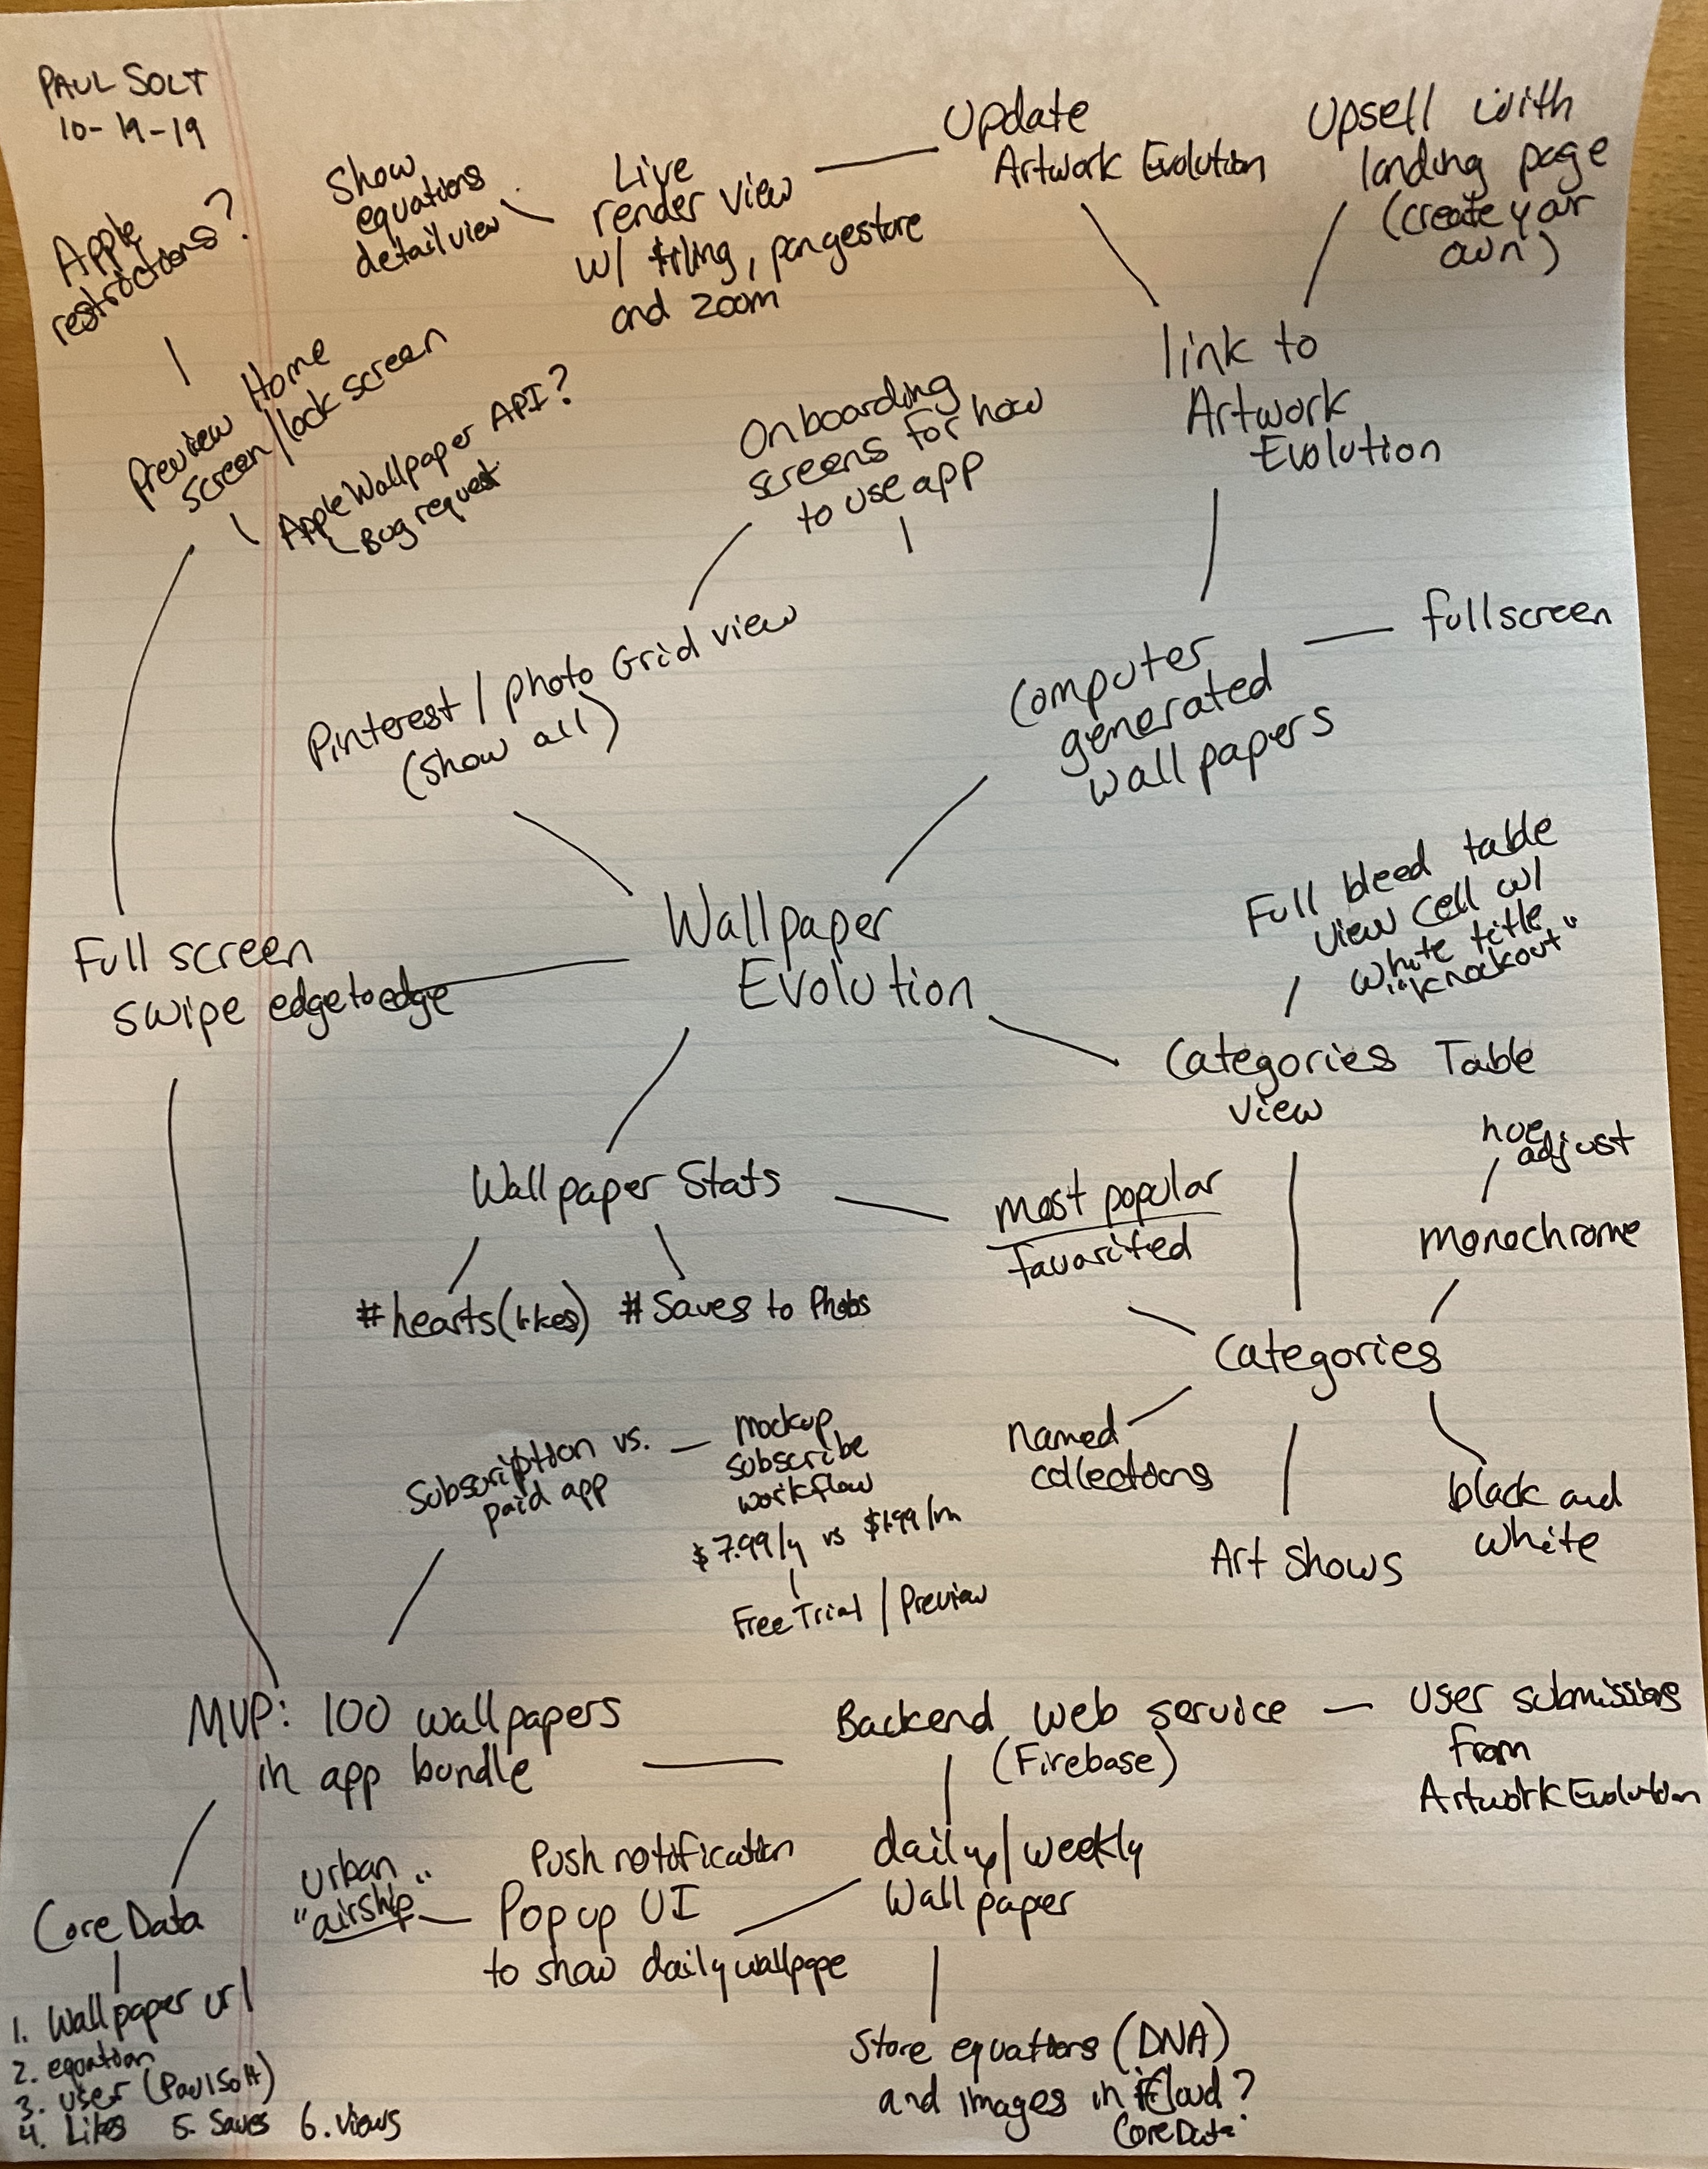 PAUL SOLT
10-19-19
Show
equations
detail view
Live
render view
w/ tiling, pan gesture
and zoom
Update
Artwork Evolution
Upsell with
landing page
(create your
own)
Apple
restrictions?
Preview Home
screen/lock screen
Apple Wallpaper API?
Bug request
Onboarding
screens for how
to use app
link to
Artwork
Evolution
Pinterest / photo Grid view
(show all)
Computer
generated
wallpapers
fullscreen
Full screen
swipe edge to edge
Wallpaper
Evolution
Full bleed table
view cell w/
white title
"knockout"
Categories Table
view
Wallpaper Stats
#hearts(likes)
#Saves to Photos
most popular
favorited
hue
adjust
monochrome
Categories
named
collections
Art Shows
black and
white
Subscription vs.
paid app
mockup
subscribe
workflow
$7.99/y vs $1.99/m
Free Trial / Preview
MVP: 100 wallpapers
in app bundle
Backend web service
(Firebase)
User submissions
from
Artwork Evolution
Core Data
1. Wallpaper url
2. equation
3. user (Paul Solt)
4. Likes 5. Saves 6. views
urban
"airship"
Push notification
Pop up UI
to show daily wallpape
daily/weekly
Wallpaper
Store equations (DNA)
and images in iCloud?
CoreData